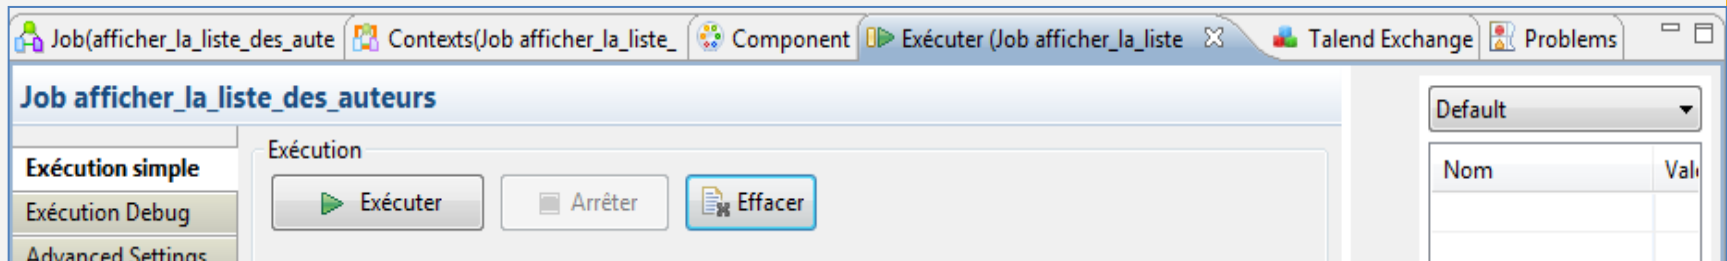 Job(afficher_la_liste_des_aute Contexts(Job afficher_la_liste_ Component Exécuter (Job afficher_la_liste Talend Exchange Problems
Job afficher_la_liste_des_auteurs
Default
Exécution simple
Exécution Debug
Advanced Settings
Exécution
Exécuter Arrêter Effacer
Nom Vale